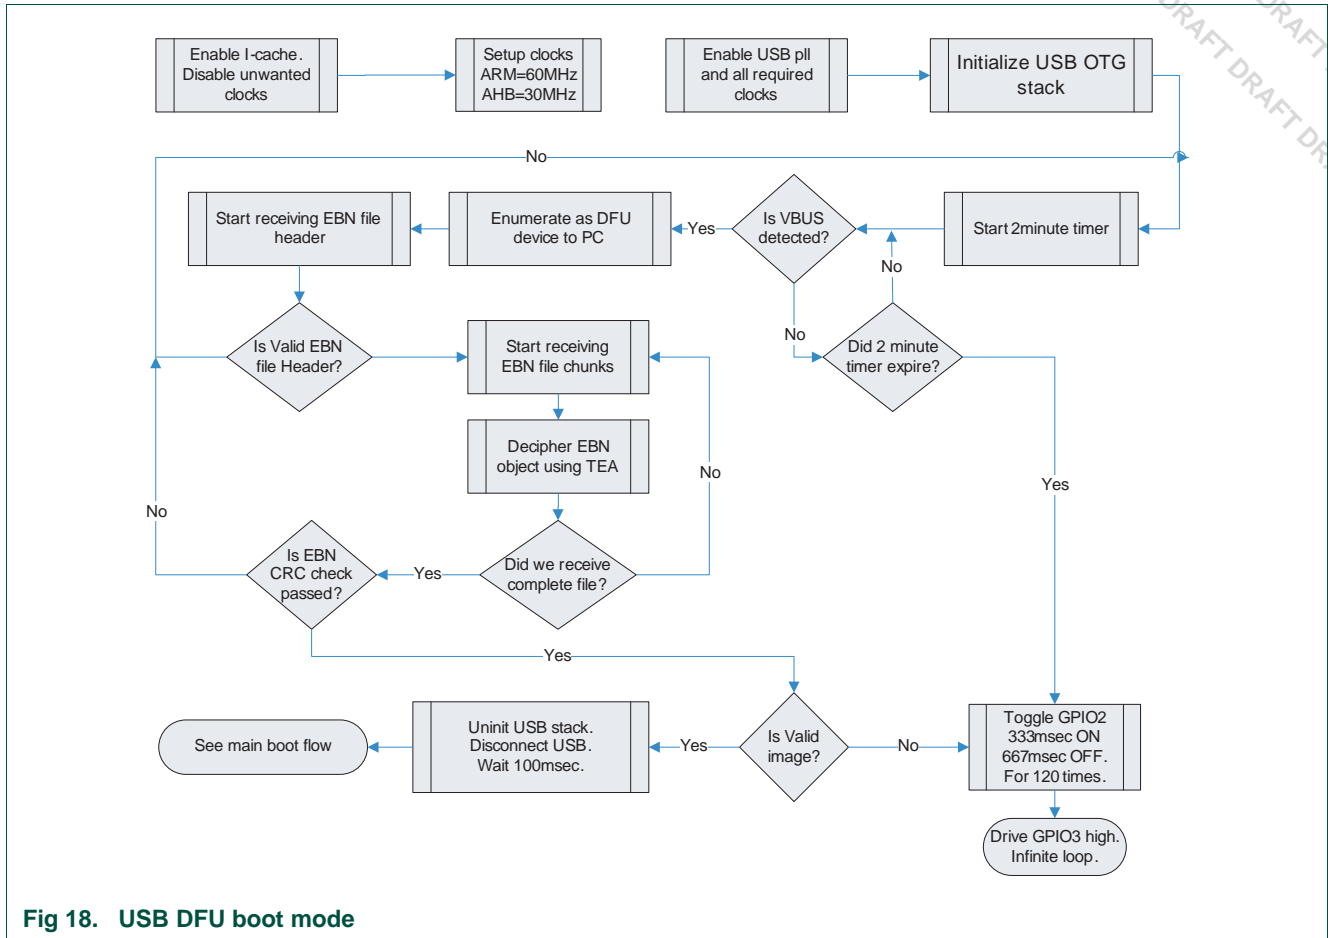 DRAFT DRAFT DRA
DRAFT
Enable I-cache.
Disable unwanted
clocks
Setup clocks
ARM=60MHz
AHB=30MHz
Enable USB pll
and all required
clocks
Initialize USB OTG
stack
No
Start receiving EBN file
header
Enumerate as DFU
device to PC
Yes
Is VBUS
detected?
Start 2minute timer
No
No
Is Valid EBN
file Header?
Start receiving
EBN file chunks
Did 2 minute
timer expire?
Decipher EBN
object using TEA
No
Yes
No
Is EBN
CRC check
passed?
Yes
Did we receive
complete file?
Yes
See main boot flow
Uninit USB stack.
Disconnect USB.
Wait 100msec.
Yes
Is Valid
image?
No
Toggle GPIO2
333msec ON
667msec OFF.
For 120 times.
Drive GPIO3 high.
Infinite loop.
Fig 18. USB DFU boot mode